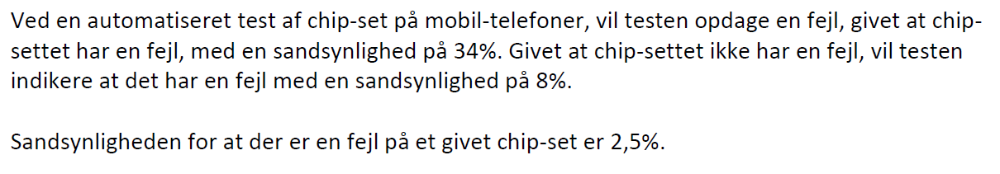 Ved en automatiseret test af chip-set på mobil-telefoner, vil testen opdage en fejl, givet at chip-
settet har en fejl, med en sandsynlighed på 34%. Givet at chip-settet ikke har en fejl, vil testen
indikere at det har en fejl med en sandsynlighed på 8%.
Sandsynligheden for at der er en fejl på et givet chip-set er 2,5%.